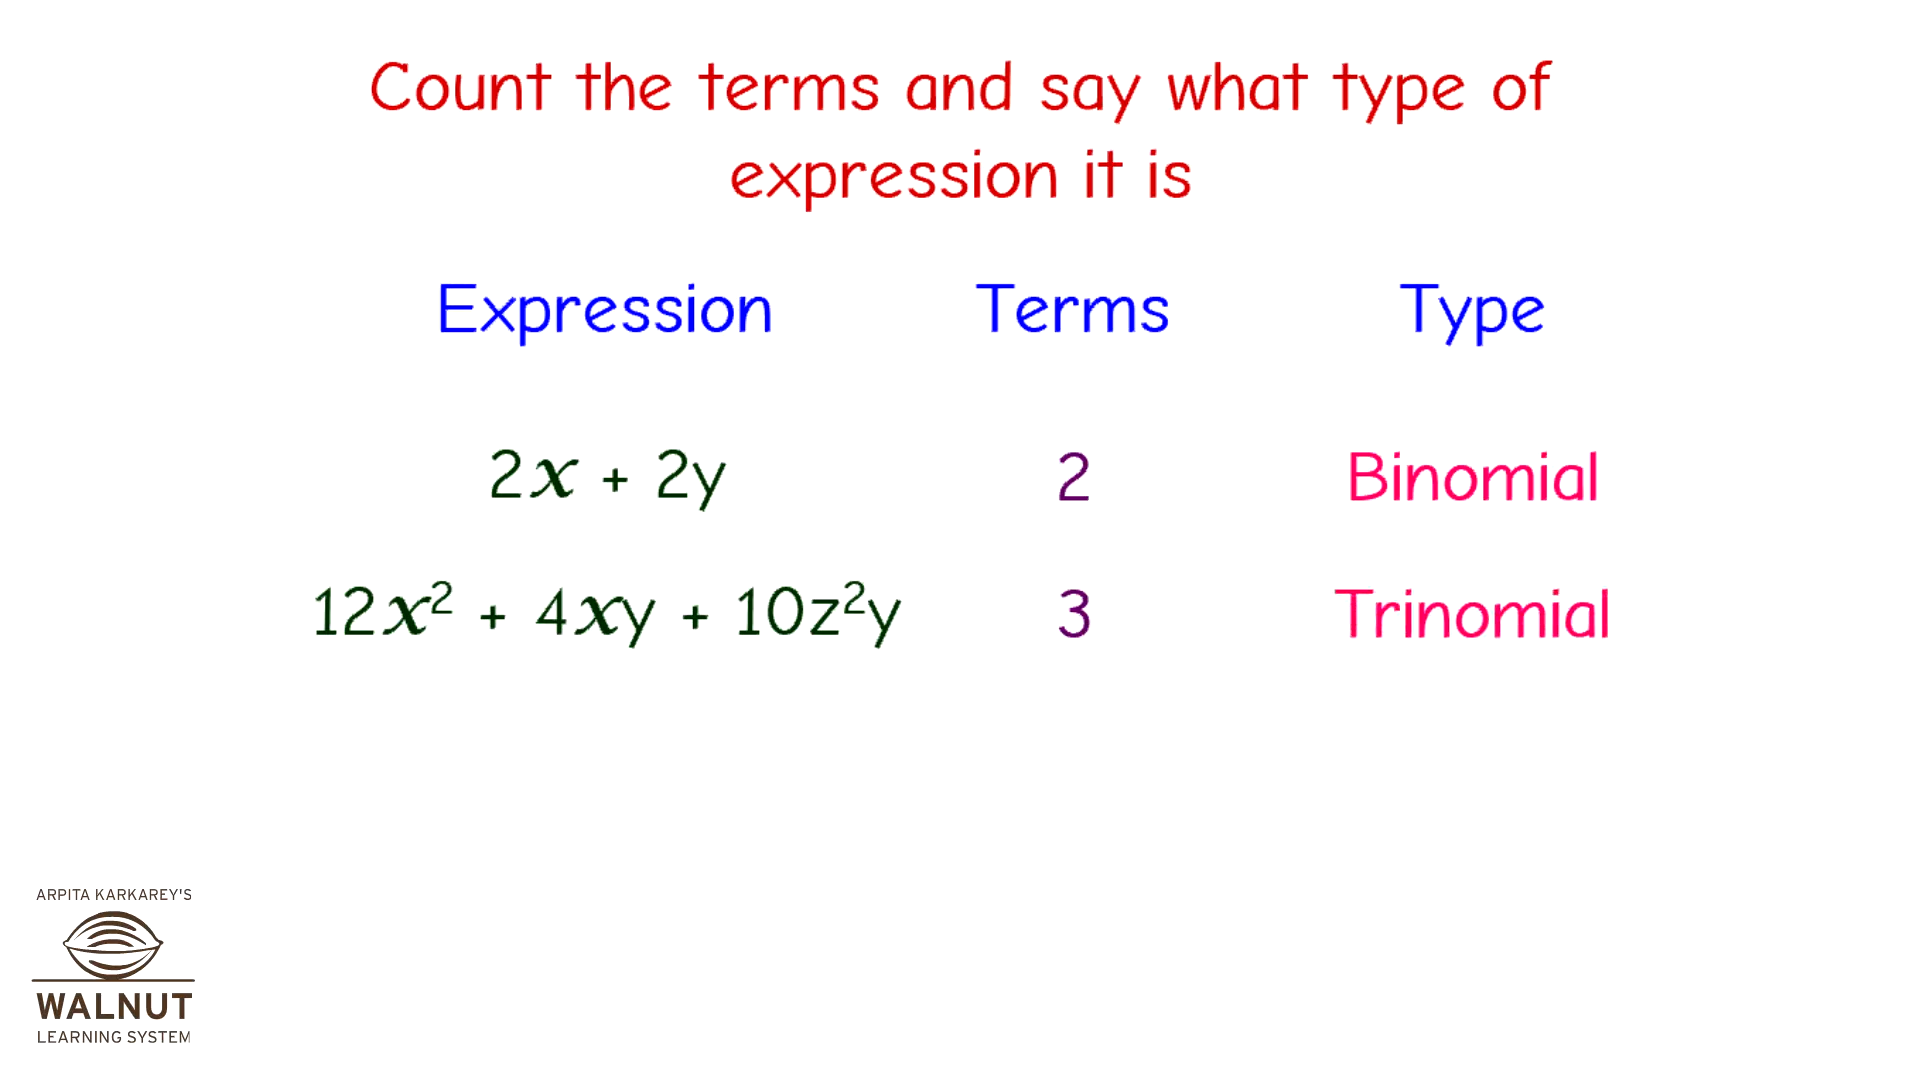 Count the terms and say what type of
expression it is
Expression Terms Type
2x + 2y 2 Binomial
12x² + 4xy + 10z²y 3 Trinomial
ARPITA KARKAREY'S
WALNUT
LEARNING SYSTEM